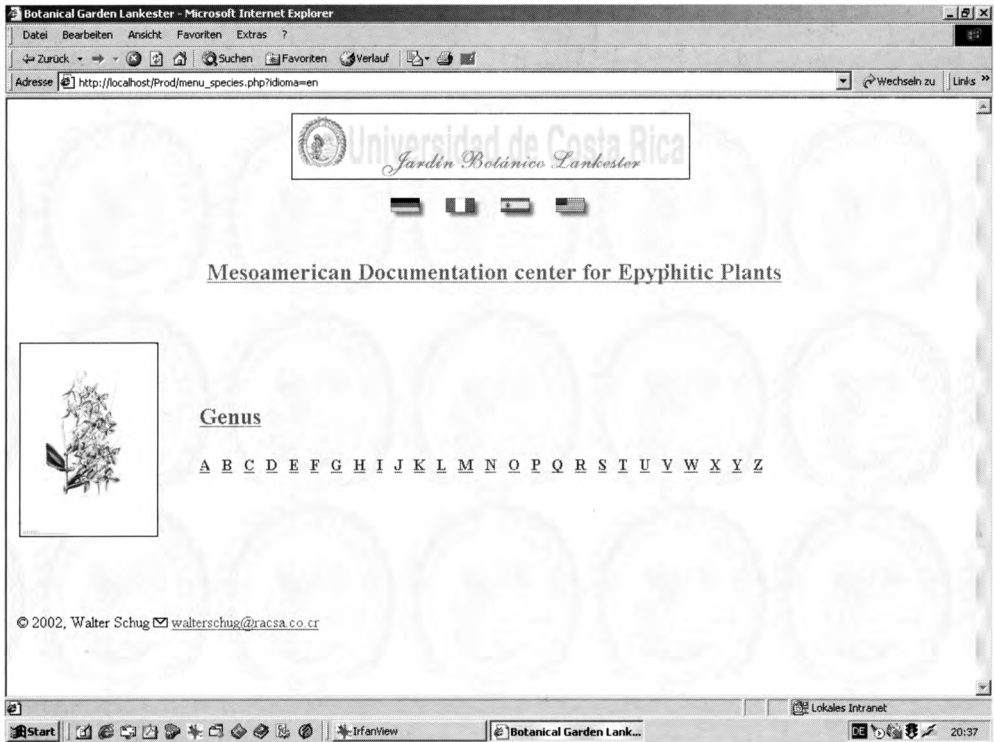 Botanical Garden Lankester - Microsoft Internet Explorer
Datei Bearbeiten Ansicht Favoriten Extras ?
Zurück Suchen Favoriten Verlauf
Adresse http://localhost/Prod/menu_species.php?idioma=en Wechseln zu Links »
Universidad de Costa Rica
Jardín Botánico Lankester
Mesoamerican Documentation center for Epyphitic Plants
Genus
A B C D E F G H I J K L M N O P Q R S T U V W X Y Z
© 2002, Walter Schug walterschug@racsa.co.cr
Lokales Intranet
Start IrfanView Botanical Garden Lank... DE 20:37